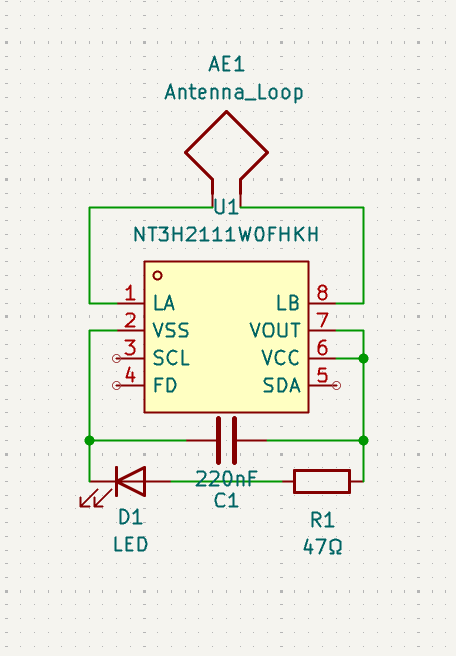 AE1
Antenna_Loop
U1
NT3H2111W0FHKH
1 LA LB 8
2 VSS VOUT 7
3 SCL VCC 6
4 FD SDA 5
220nF
C1
D1
LED
R1
47Ω